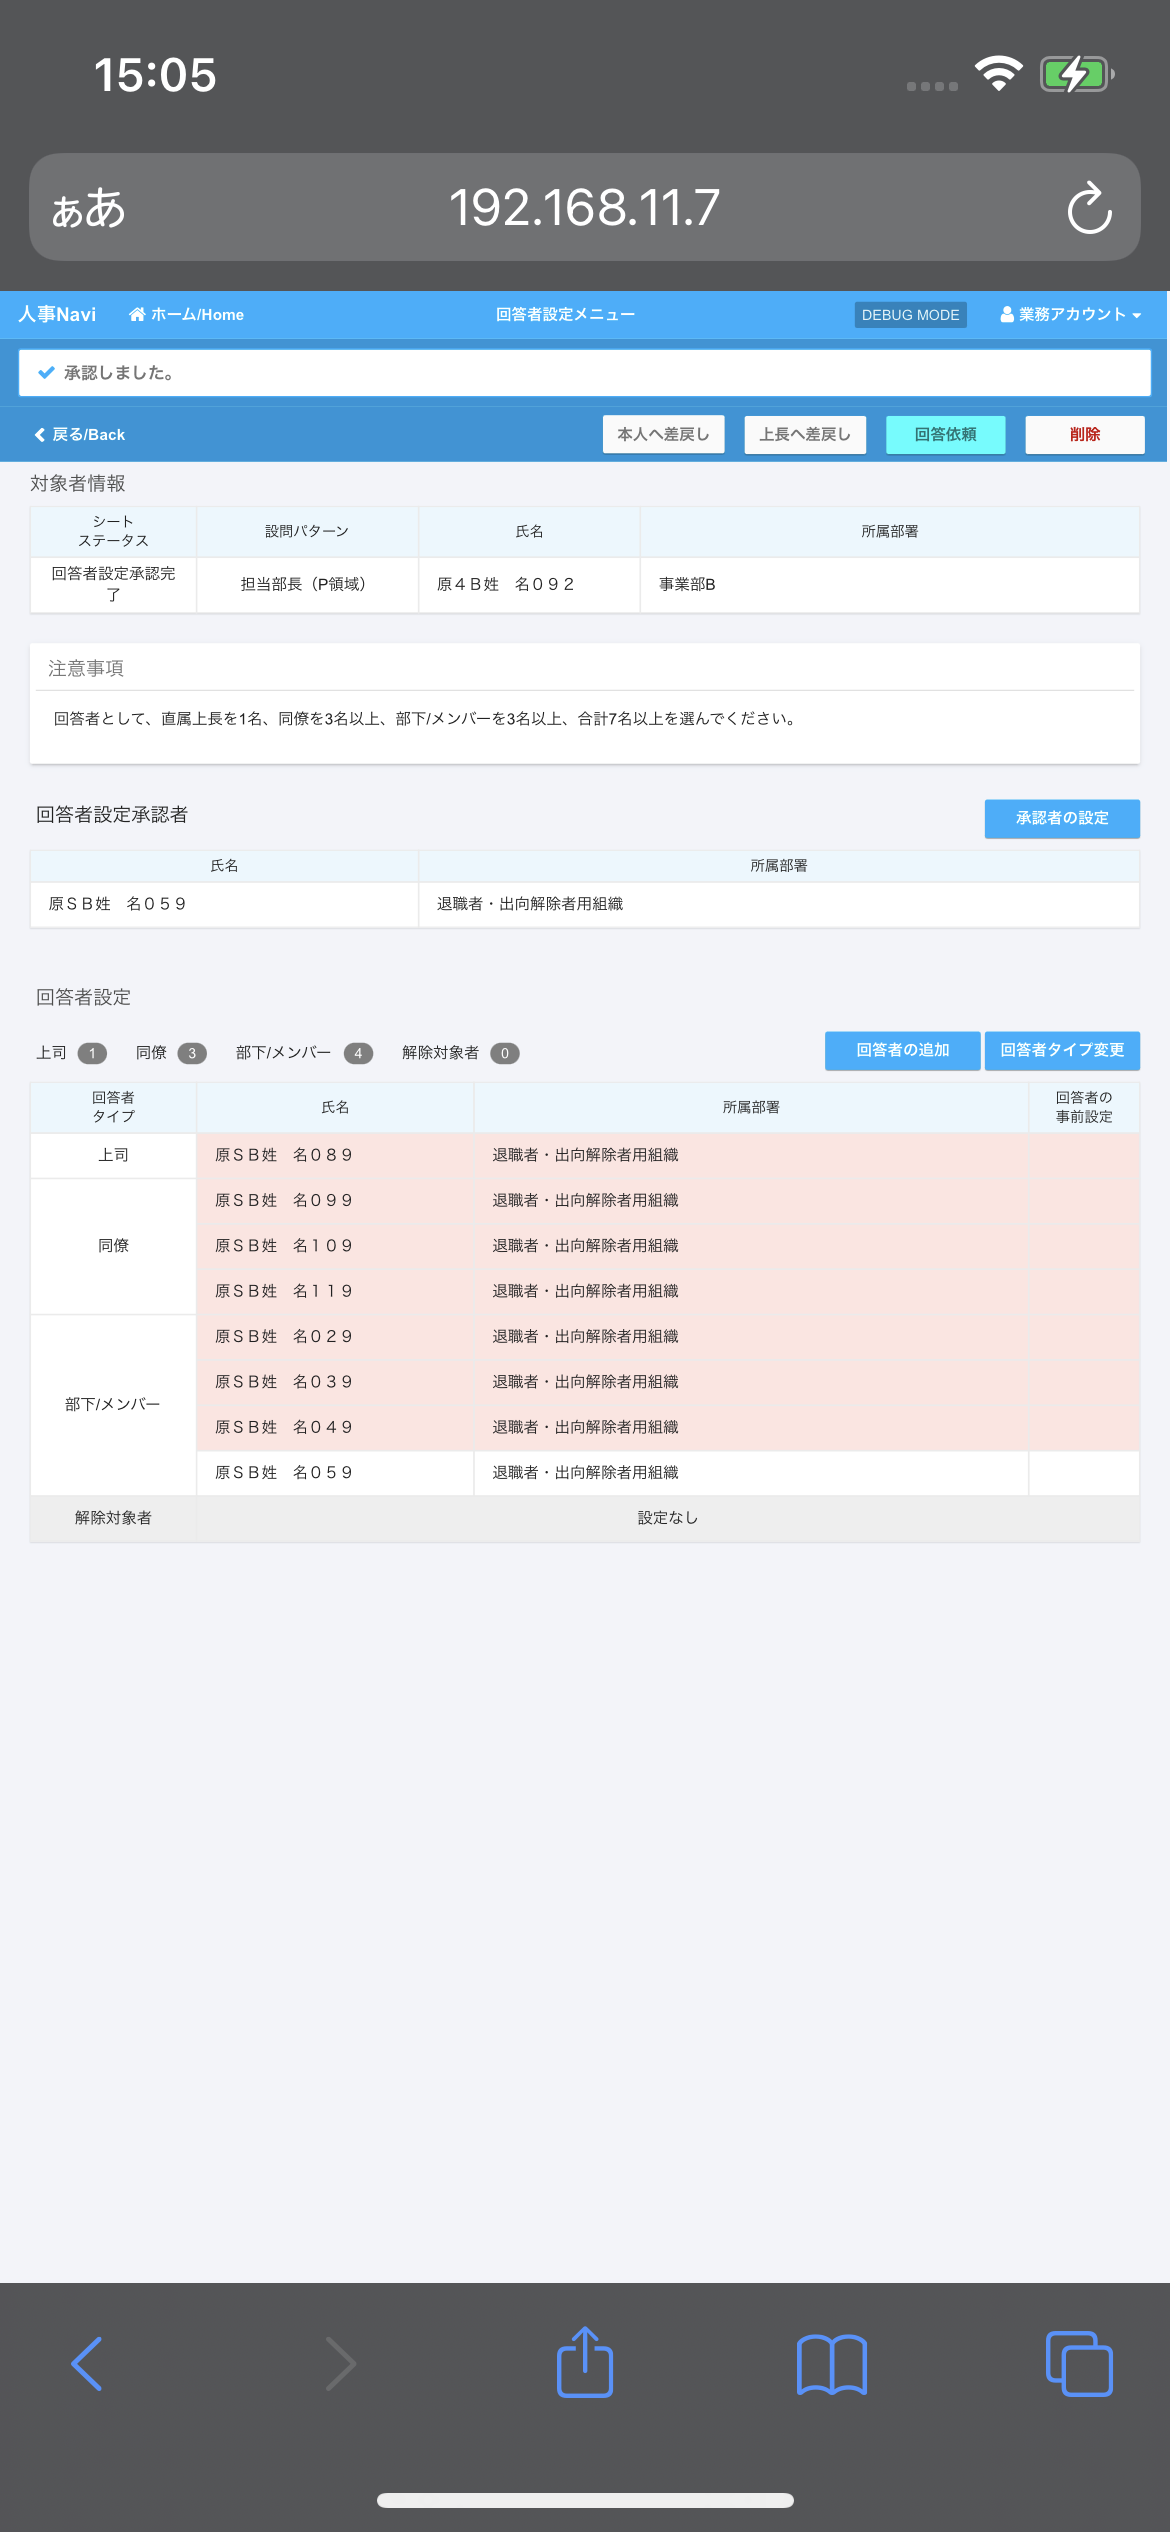 15:05
ぁあ 192.168.11.7
人事Navi ホーム/Home 回答者設定メニュー DEBUG MODE 業務アカウント
承認しました。
戻る/Back 本人へ差戻し 上長へ差戻し 回答依頼 削除
対象者情報
シート
ステータス 設問パターン 氏名 所属部署
回答者設定承認完
了 担当部長（P領域） 原４Ｂ姓　名０９２ 事業部B
注意事項
回答者として、直属上長を1名、同僚を3名以上、部下/メンバーを3名以上、合計7名以上を選んでください。
回答者設定承認者 承認者の設定
氏名 所属部署
原ＳＢ姓　名０５９ 退職者・出向解除者用組織
回答者設定
上司 1 同僚 3 部下/メンバー 4 解除対象者 0 回答者の追加 回答者タイプ変更
回答者
タイプ 氏名 所属部署 回答者の
事前設定
上司 原ＳＢ姓　名０８９ 退職者・出向解除者用組織
原ＳＢ姓　名０９９ 退職者・出向解除者用組織
同僚 原ＳＢ姓　名１０９ 退職者・出向解除者用組織
原ＳＢ姓　名１１９ 退職者・出向解除者用組織
原ＳＢ姓　名０２９ 退職者・出向解除者用組織
原ＳＢ姓　名０３９ 退職者・出向解除者用組織
部下/メンバー
原ＳＢ姓　名０４９ 退職者・出向解除者用組織
原ＳＢ姓　名０５９ 退職者・出向解除者用組織
解除対象者 設定なし